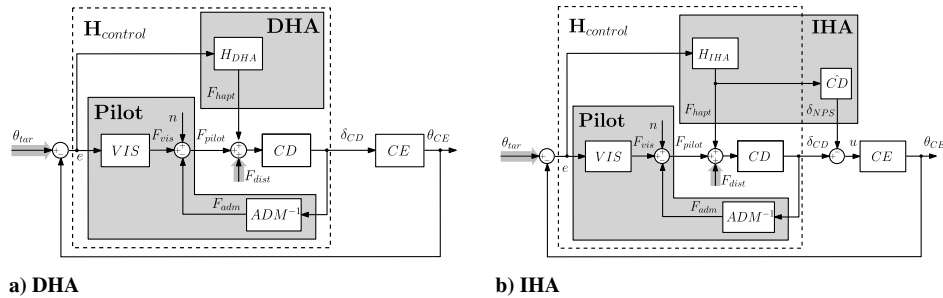 DHA
H_control
H_DHA
F_hapt
Pilot
θ_tar
e
VIS
F_vis
n
F_pilot
F_dist
CD
δ_CD
CE
θ_CE
F_adm
ADM⁻¹
a) DHA
IHA
H_control
H_IHA
ĈD
F_hapt
δ_NPS
Pilot
θ_tar
e
VIS
F_vis
n
F_pilot
F_dist
CD
δ_CD
u
CE
θ_CE
F_adm
ADM⁻¹
b) IHA